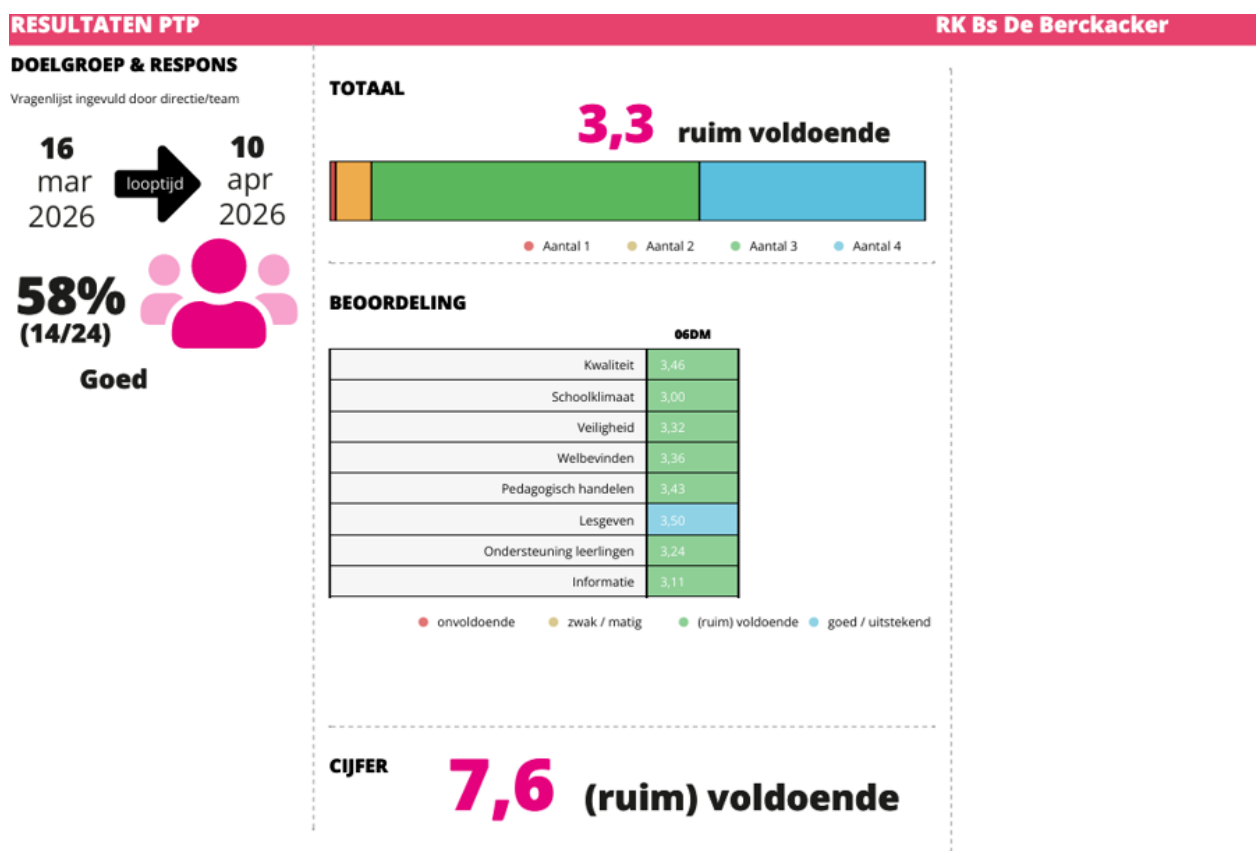 RESULTATEN PTP
RK Bs De Berckacker
DOELGROEP & RESPONS
Vragenlijst ingevuld door directie/team
16
mar
2026
looptijd
10
apr
2026
58%
(14/24)
Goed
TOTAAL
3,3 ruim voldoende
Aantal 1 Aantal 2 Aantal 3 Aantal 4
BEOORDELING
06DM
Kwaliteit 3,46
Schoolklimaat 3,00
Veiligheid 3,32
Welbevinden 3,36
Pedagogisch handelen 3,43
Lesgeven 3,50
Ondersteuning leerlingen 3,24
Informatie 3,11
onvoldoende zwak / matig (ruim) voldoende goed / uitstekend
CIJFER
7,6 (ruim) voldoende